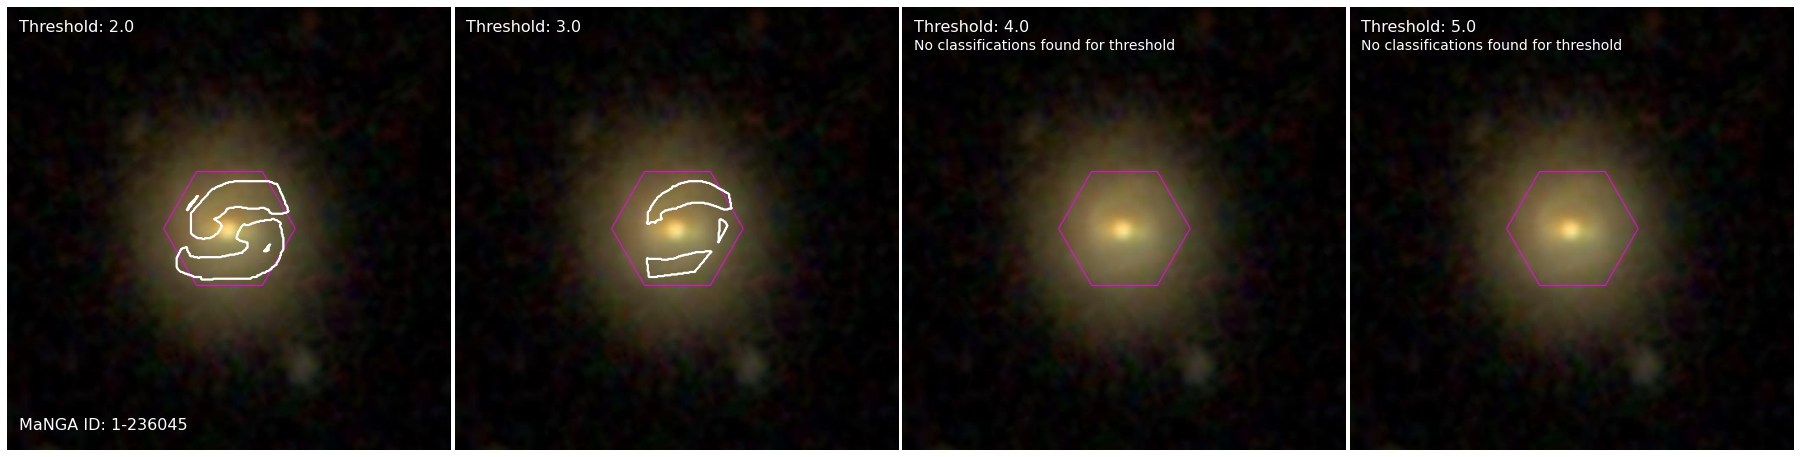 Threshold: 2.0
MaNGA ID: 1-236045
Threshold: 3.0
Threshold: 4.0
No classifications found for threshold
Threshold: 5.0
No classifications found for threshold